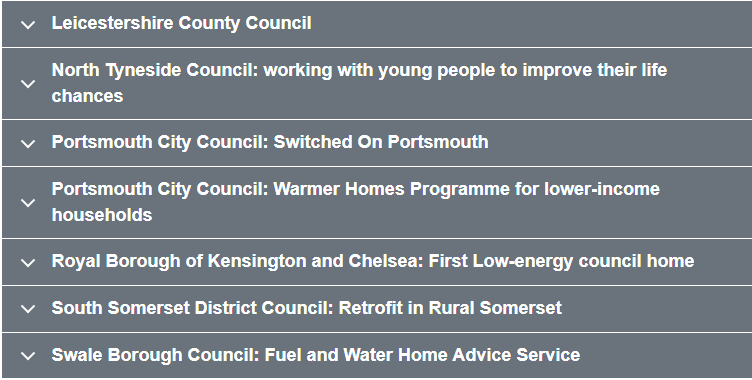 Leicestershire County Council
North Tyneside Council: working with young people to improve their life
chances
Portsmouth City Council: Switched On Portsmouth
Portsmouth City Council: Warmer Homes Programme for lower-income
households
Royal Borough of Kensington and Chelsea: First Low-energy council home
South Somerset District Council: Retrofit in Rural Somerset
Swale Borough Council: Fuel and Water Home Advice Service